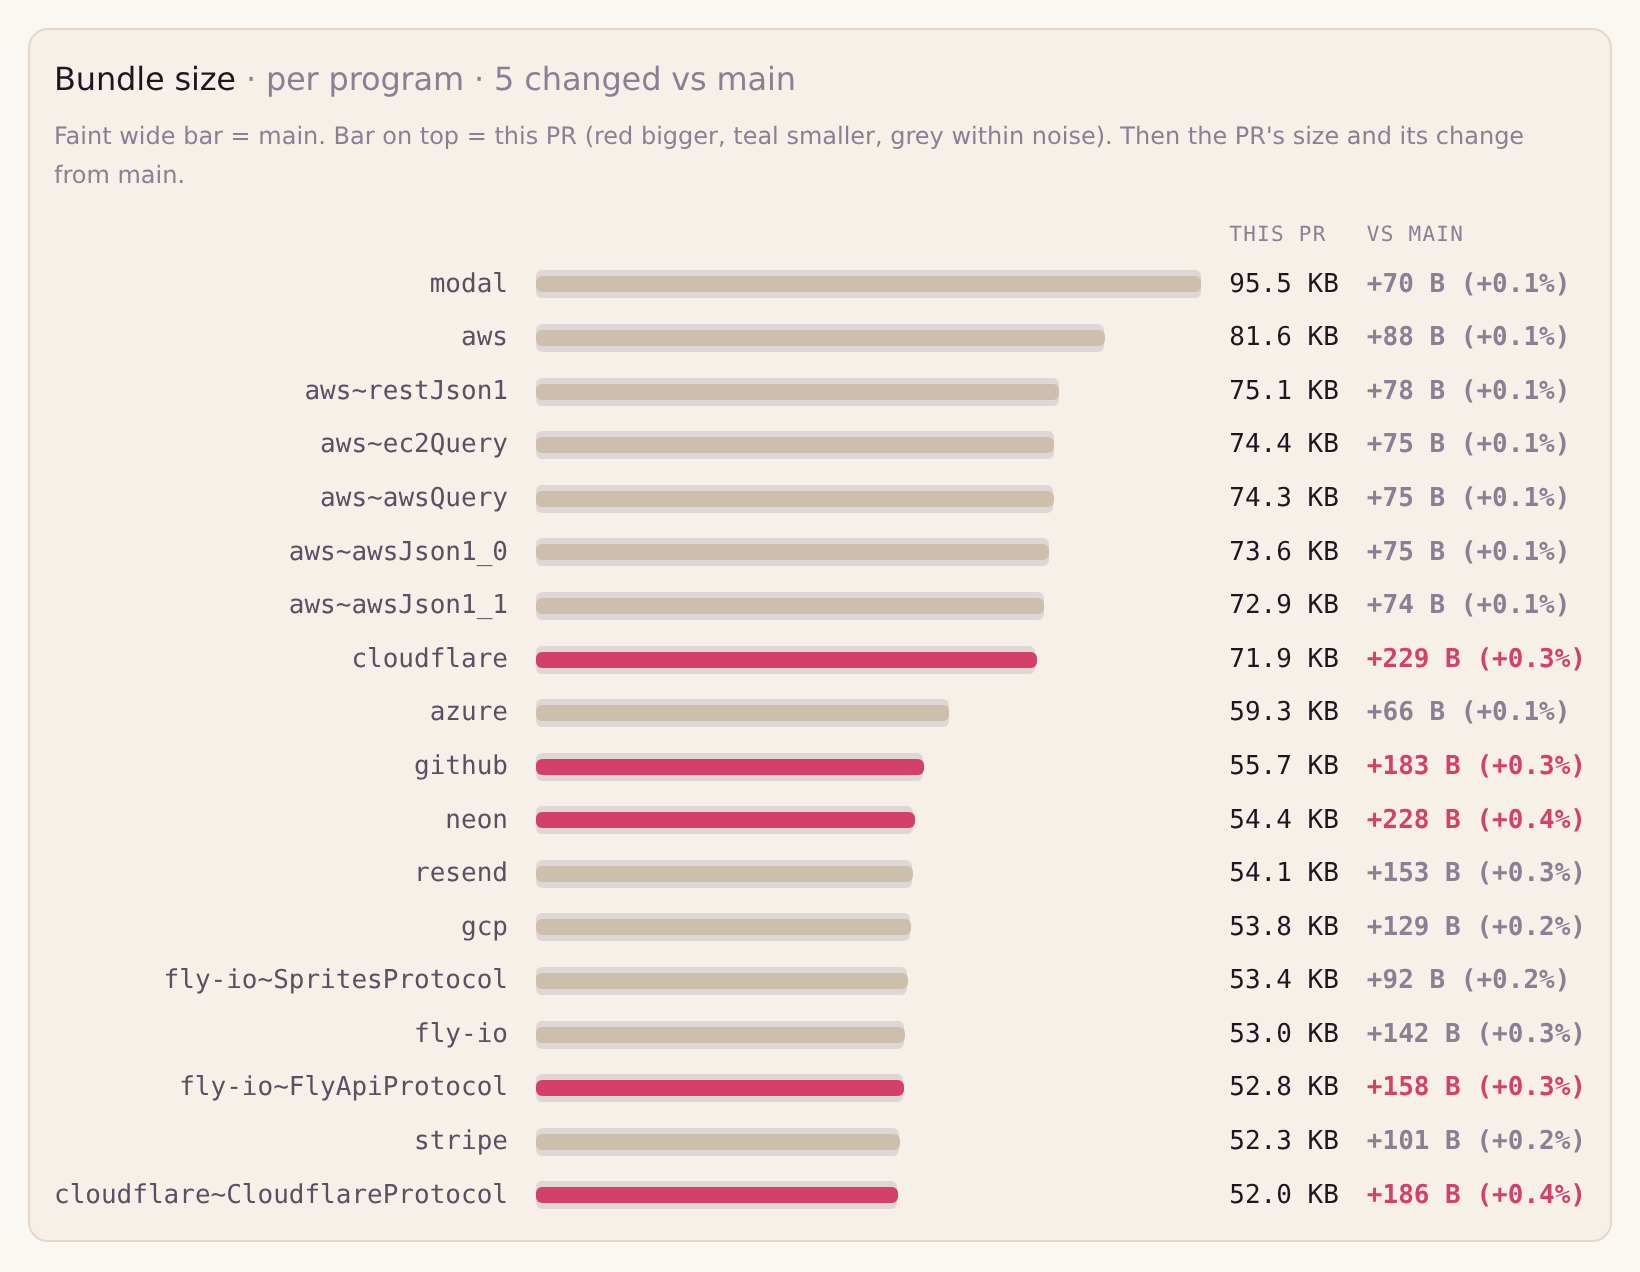 Bundle size · per program · 5 changed vs main
Faint wide bar = main. Bar on top = this PR (red bigger, teal smaller, grey within noise). Then the PR's size and its change
from main.
THIS PR VS MAIN
modal 95.5 KB +70 B (+0.1%)
aws 81.6 KB +88 B (+0.1%)
aws~restJson1 75.1 KB +78 B (+0.1%)
aws~ec2Query 74.4 KB +75 B (+0.1%)
aws~awsQuery 74.3 KB +75 B (+0.1%)
aws~awsJson1_0 73.6 KB +75 B (+0.1%)
aws~awsJson1_1 72.9 KB +74 B (+0.1%)
cloudflare 71.9 KB +229 B (+0.3%)
azure 59.3 KB +66 B (+0.1%)
github 55.7 KB +183 B (+0.3%)
neon 54.4 KB +228 B (+0.4%)
resend 54.1 KB +153 B (+0.3%)
gcp 53.8 KB +129 B (+0.2%)
fly-io~SpritesProtocol 53.4 KB +92 B (+0.2%)
fly-io 53.0 KB +142 B (+0.3%)
fly-io~FlyApiProtocol 52.8 KB +158 B (+0.3%)
stripe 52.3 KB +101 B (+0.2%)
cloudflare~CloudflareProtocol 52.0 KB +186 B (+0.4%)